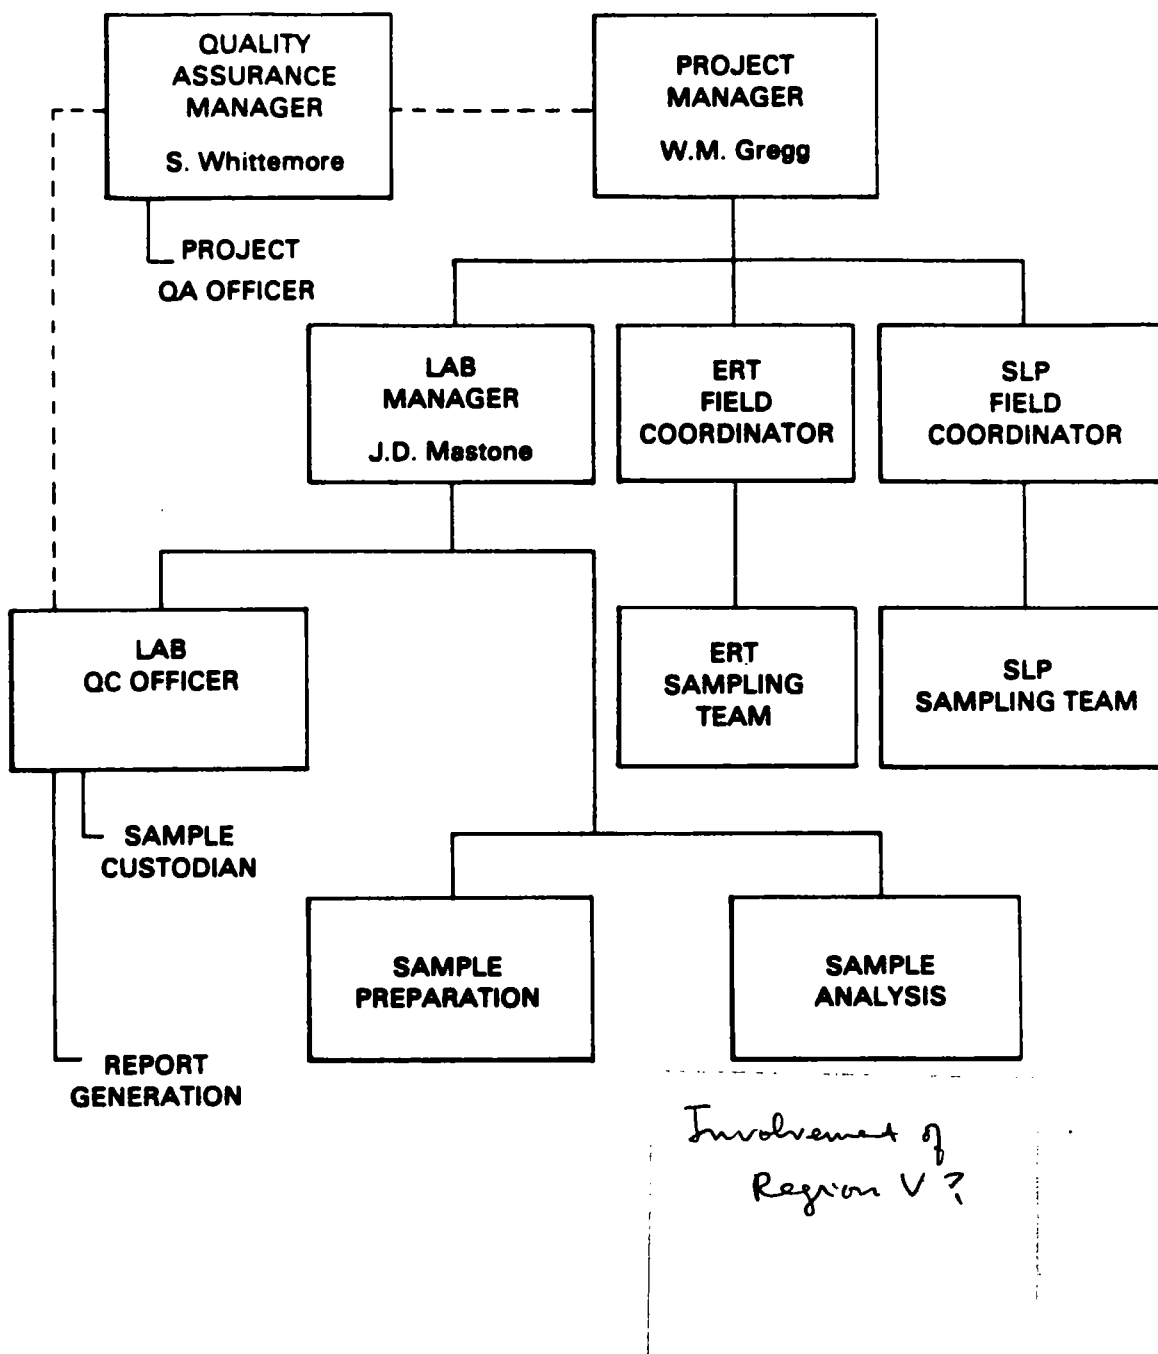 QUALITY
ASSURANCE
MANAGER
S. Whittemore
PROJECT
MANAGER
W.M. Gregg
PROJECT
QA OFFICER
LAB
MANAGER
J.D. Mastone
ERT
FIELD
COORDINATOR
SLP
FIELD
COORDINATOR
LAB
QC OFFICER
ERT
SAMPLING
TEAM
SLP
SAMPLING TEAM
SAMPLE
CUSTODIAN
SAMPLE
PREPARATION
SAMPLE
ANALYSIS
REPORT
GENERATION
Involvement of
Region V ?